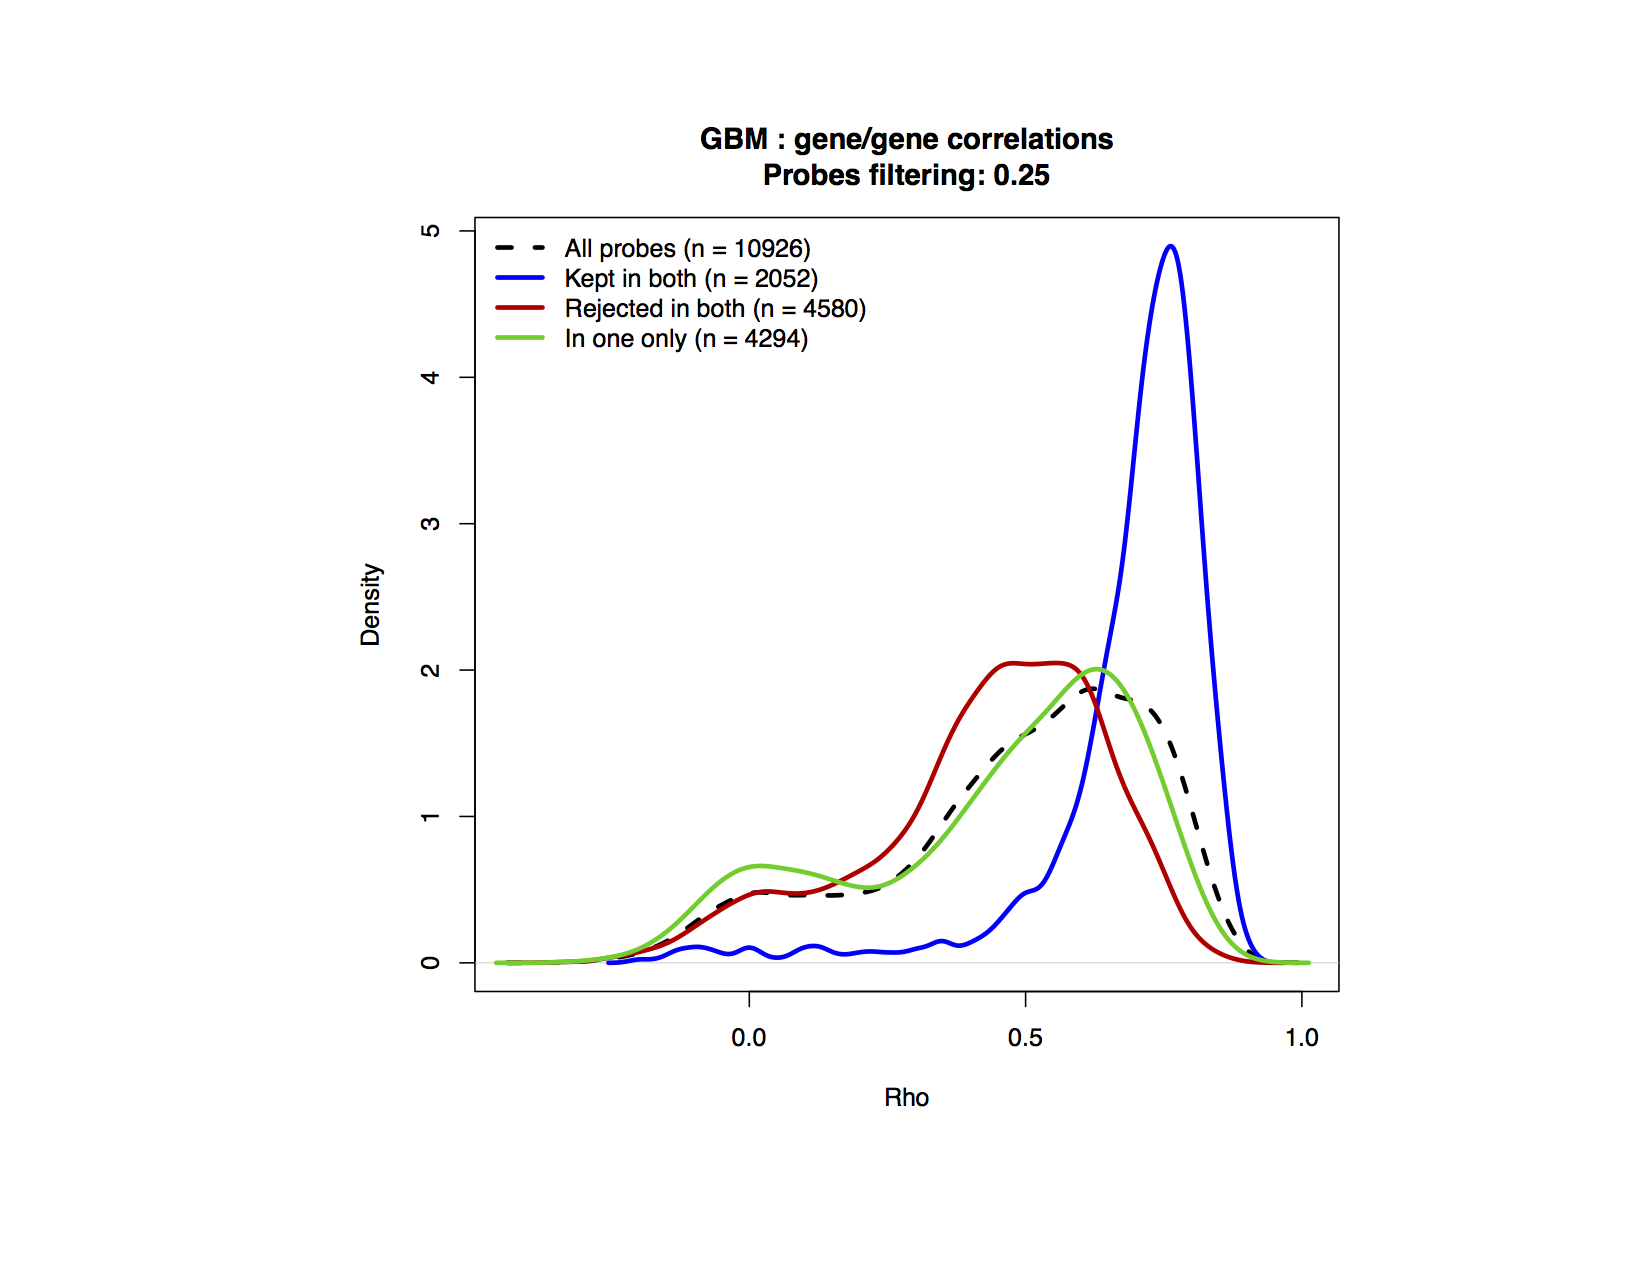 GBM : gene/gene correlations
Probes filtering: 0.25
All probes (n = 10926)
Kept in both (n = 2052)
Rejected in both (n = 4580)
In one only (n = 4294)
5
4
3
2
1
0
Density
0.0 0.5 1.0
Rho